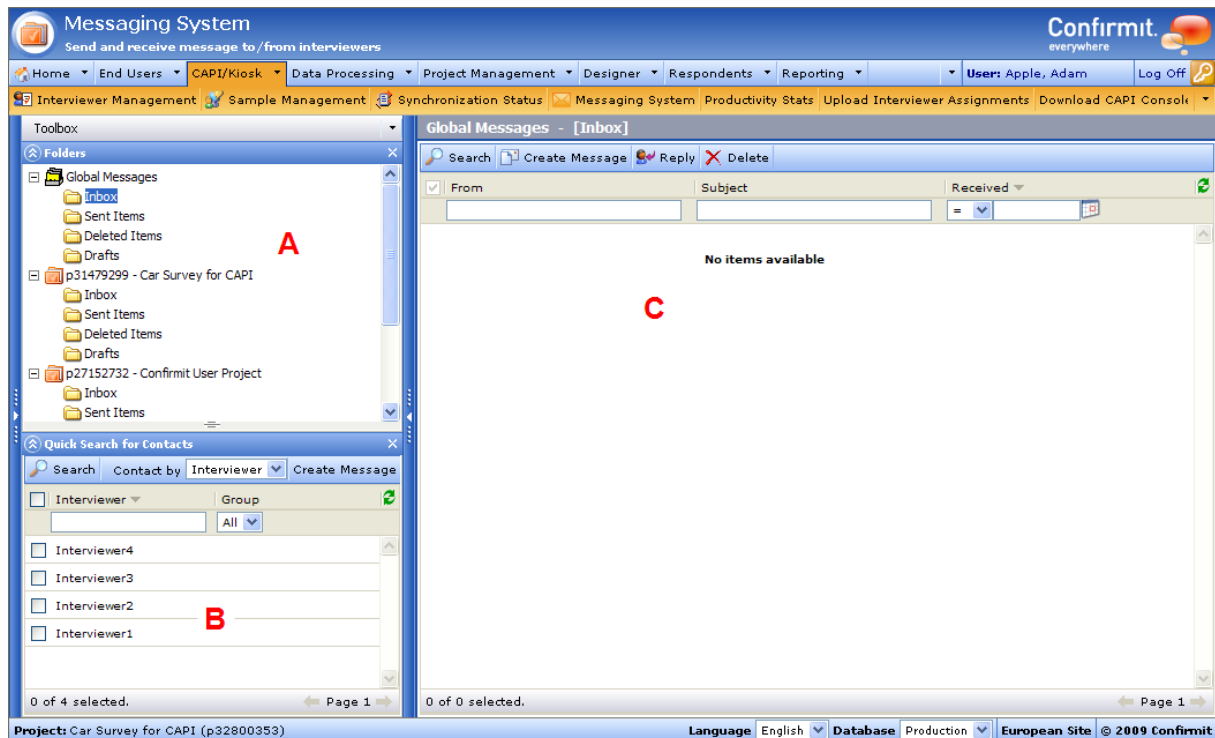 Messaging System
Send and receive message to/from interviewers
Confirmit.
everywhere
Home End Users CAPI/Kiosk Data Processing Project Management Designer Respondents Reporting User: Apple, Adam Log Off
Interviewer Management Sample Management Synchronization Status Messaging System Productivity Stats Upload Interviewer Assignments Download CAPI Console
Toolbox
Folders
Global Messages
Inbox
Sent Items
Deleted Items
Drafts
A
p31479299 - Car Survey for CAPI
Inbox
Sent Items
Deleted Items
Drafts
p27152732 - Confirmit User Project
Inbox
Sent Items
Quick Search for Contacts
Search Contact by Interviewer Create Message
Interviewer Group
All
Interviewer4
Interviewer3
Interviewer2
B
Interviewer1
0 of 4 selected. Page 1
Global Messages - [Inbox]
Search Create Message Reply Delete
From Subject Received
=
No items available
C
0 of 0 selected. Page 1
Project: Car Survey for CAPI (p32800353) Language English Database Production European Site © 2009 Confirmit